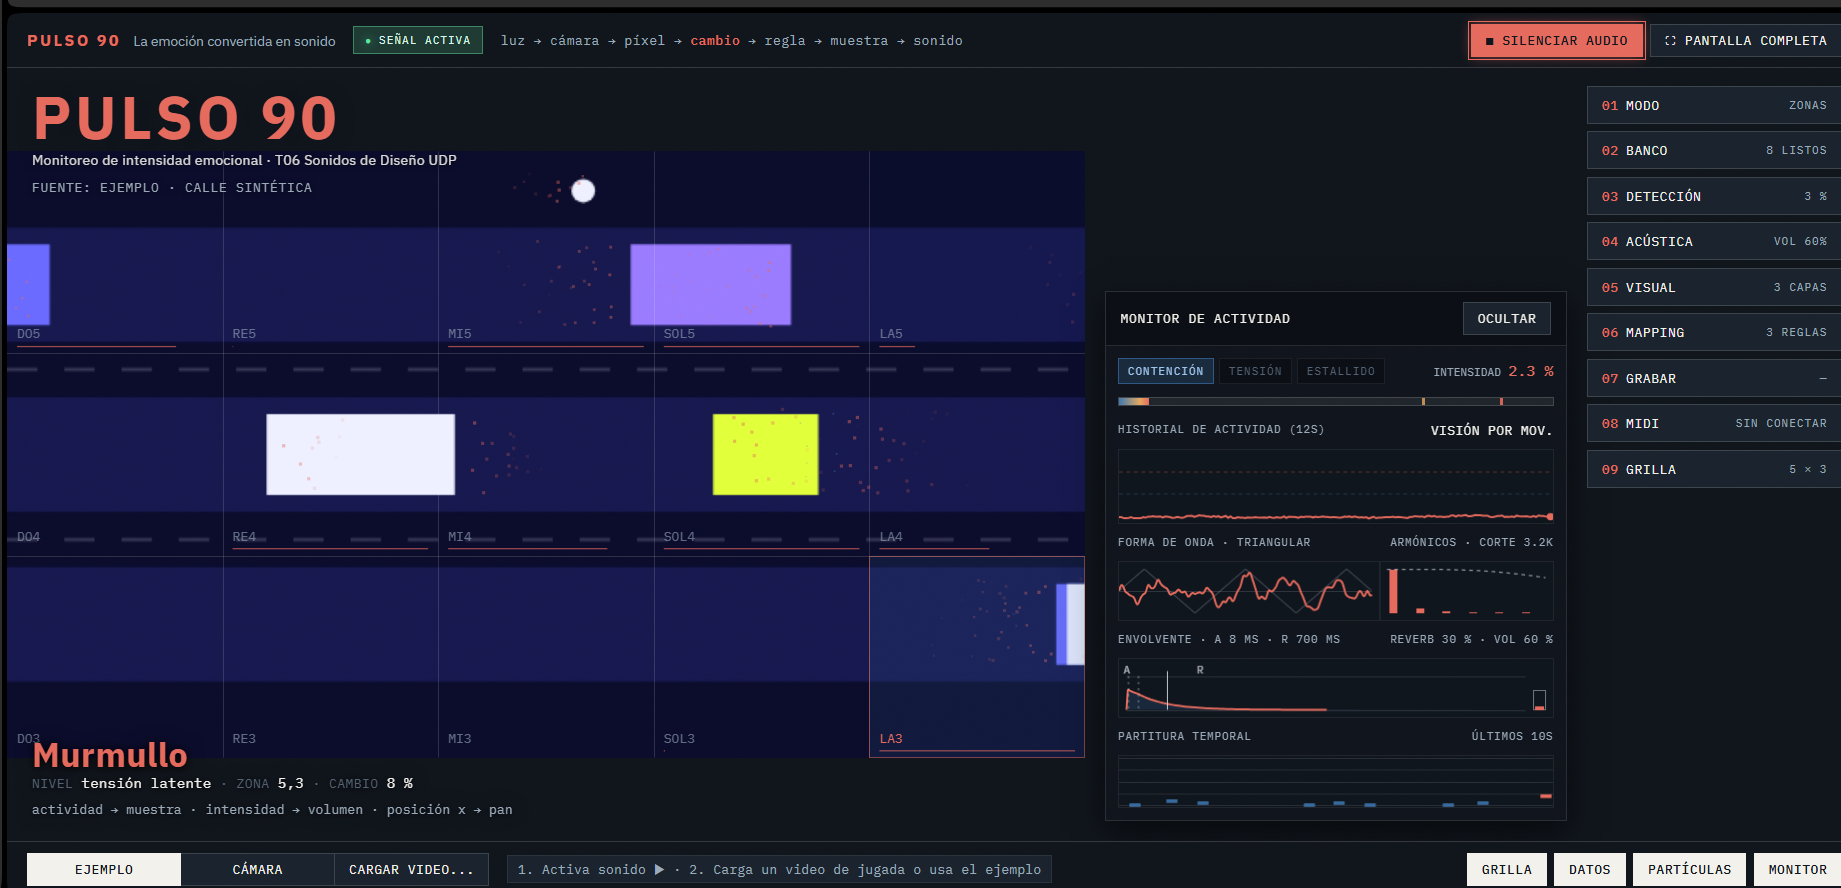 PULSO 90 La emoción convertida en sonido ● SEÑAL ACTIVA luz → cámara → píxel → cambio → regla → muestra → sonido ■ SILENCIAR AUDIO ⛶ PANTALLA COMPLETA
PULSO 90
Monitoreo de intensidad emocional · T06 Sonidos de Diseño UDP
FUENTE: EJEMPLO · CALLE SINTÉTICA
DO5 RE5 MI5 SOL5 LA5
DO4 RE4 MI4 SOL4 LA4
DO3 RE3 MI3 SOL3 LA3
Murmullo
NIVEL tensión latente · ZONA 5,3 · CAMBIO 8 %
actividad → muestra · intensidad → volumen · posición x → pan
MONITOR DE ACTIVIDAD OCULTAR
CONTENCIÓN TENSIÓN ESTALLIDO INTENSIDAD 2.3 %
HISTORIAL DE ACTIVIDAD (12S) VISIÓN POR MOV.
FORMA DE ONDA · TRIANGULAR ARMÓNICOS · CORTE 3.2K
ENVOLVENTE · A 8 MS · R 700 MS REVERB 30 % · VOL 60 %
A R
PARTITURA TEMPORAL ÚLTIMOS 10S
01 MODO ZONAS
02 BANCO 8 LISTOS
03 DETECCIÓN 3 %
04 ACÚSTICA VOL 60%
05 VISUAL 3 CAPAS
06 MAPPING 3 REGLAS
07 GRABAR —
08 MIDI SIN CONECTAR
09 GRILLA 5 × 3
EJEMPLO CÁMARA CARGAR VIDEO... 1. Activa sonido ▶ · 2. Carga un video de jugada o usa el ejemplo GRILLA DATOS PARTÍCULAS MONITOR